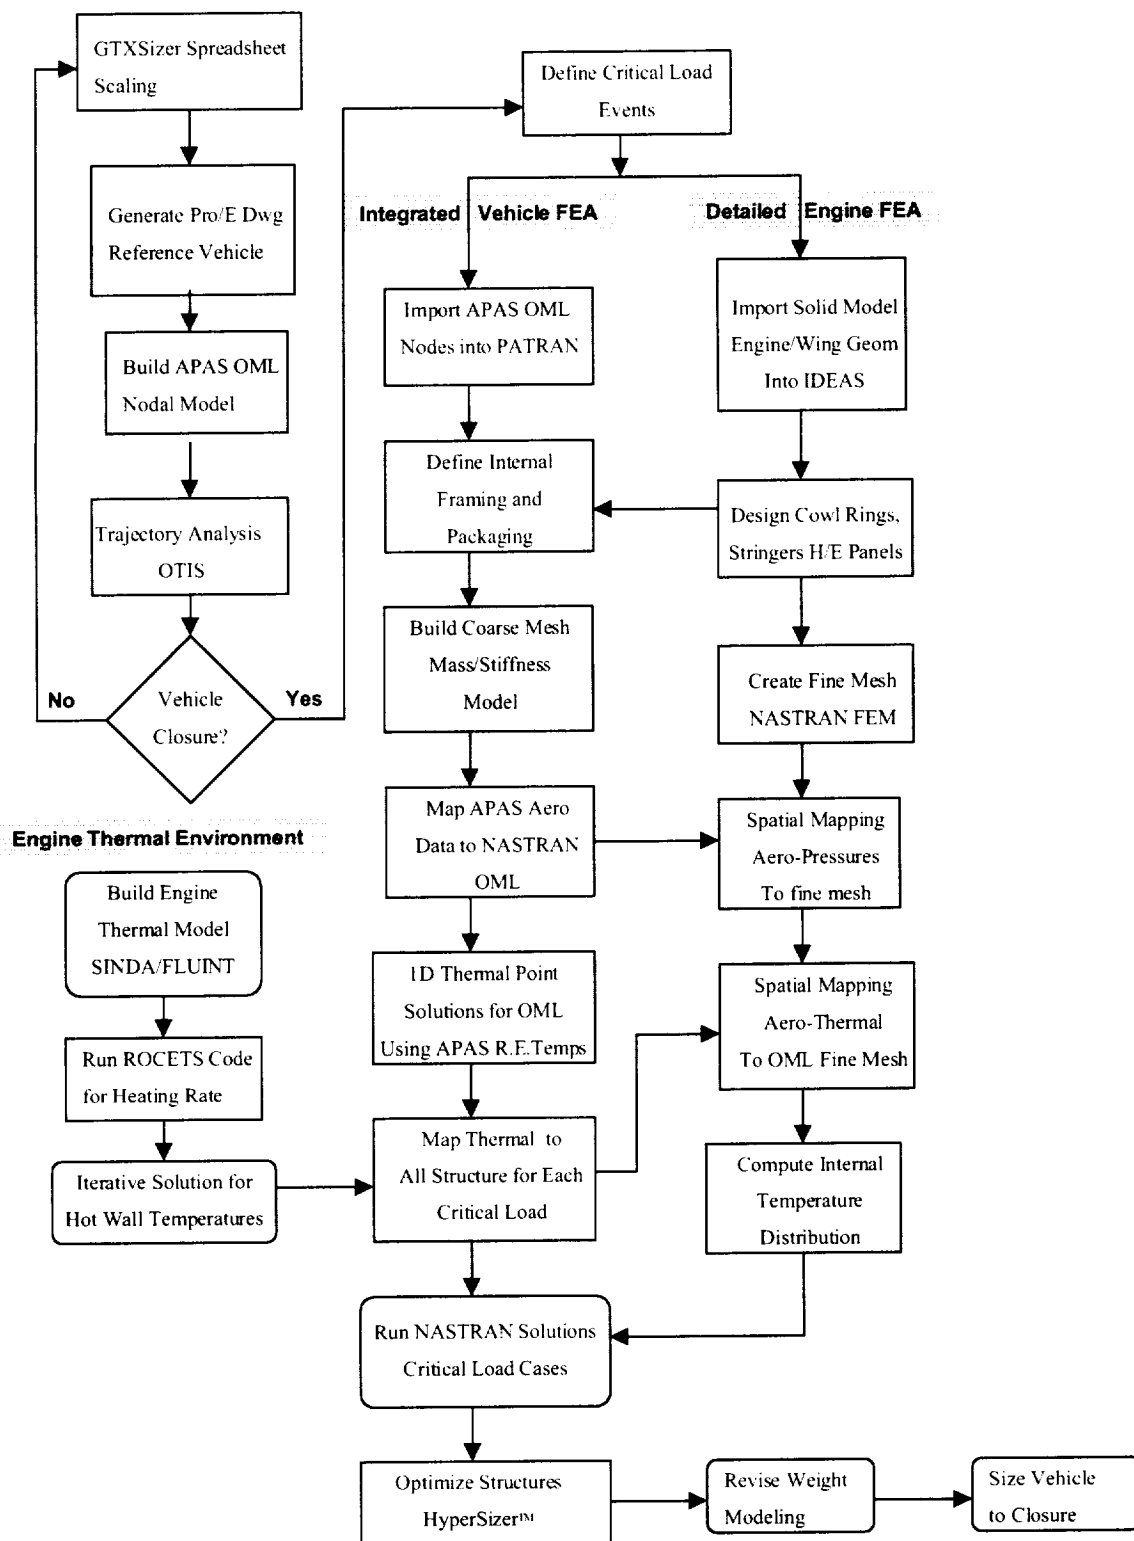 GTXSizer Spreadsheet
Scaling
Generate Pro/E Dwg
Reference Vehicle
Build APAS OML
Nodal Model
Trajectory Analysis
OTIS
Vehicle
Closure?
No
Yes
Define Critical Load
Events
Integrated Vehicle FEA
Detailed Engine FEA
Import APAS OML
Nodes into PATRAN
Define Internal
Framing and
Packaging
Build Coarse Mesh
Mass/Stiffness
Model
Map APAS Aero
Data to NASTRAN
OML
1D Thermal Point
Solutions for OML
Using APAS R.E.Temps
Map Thermal to
All Structure for Each
Critical Load
Run NASTRAN Solutions
Critical Load Cases
Optimize Structures
HyperSizer™
Import Solid Model
Engine/Wing Geom
Into IDEAS
Design Cowl Rings,
Stringers H/E Panels
Create Fine Mesh
NASTRAN FEM
Spatial Mapping
Aero-Pressures
To fine mesh
Spatial Mapping
Aero-Thermal
To OML Fine Mesh
Compute Internal
Temperature
Distribution
Engine Thermal Environment
Build Engine
Thermal Model
SINDA/FLUINT
Run ROCETS Code
for Heating Rate
Iterative Solution for
Hot Wall Temperatures
Revise Weight
Modeling
Size Vehicle
to Closure